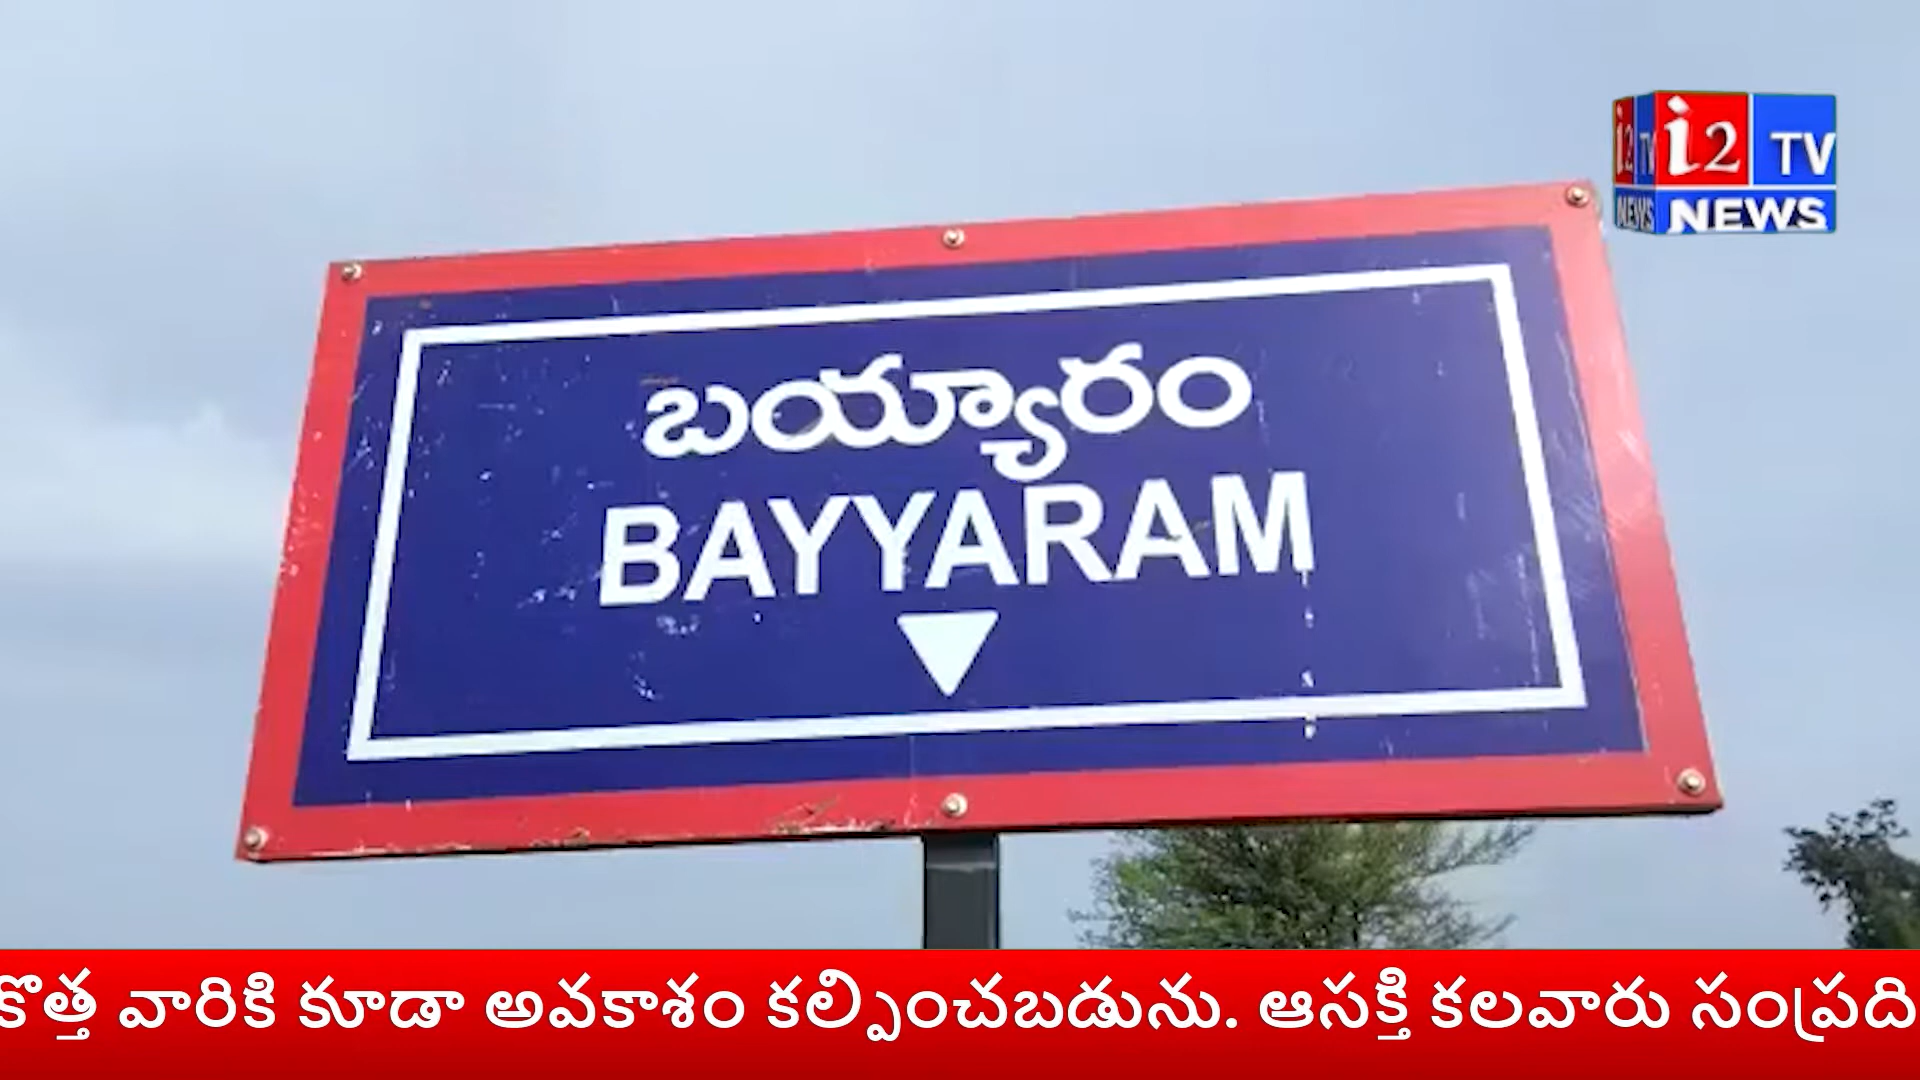 i2 TV
NEWS
బయ్యారం
BAYYARAM
కొత్త వారికి కూడా అవకాశం కల్పించబడును. ఆసక్తి కలవారు సంప్రది